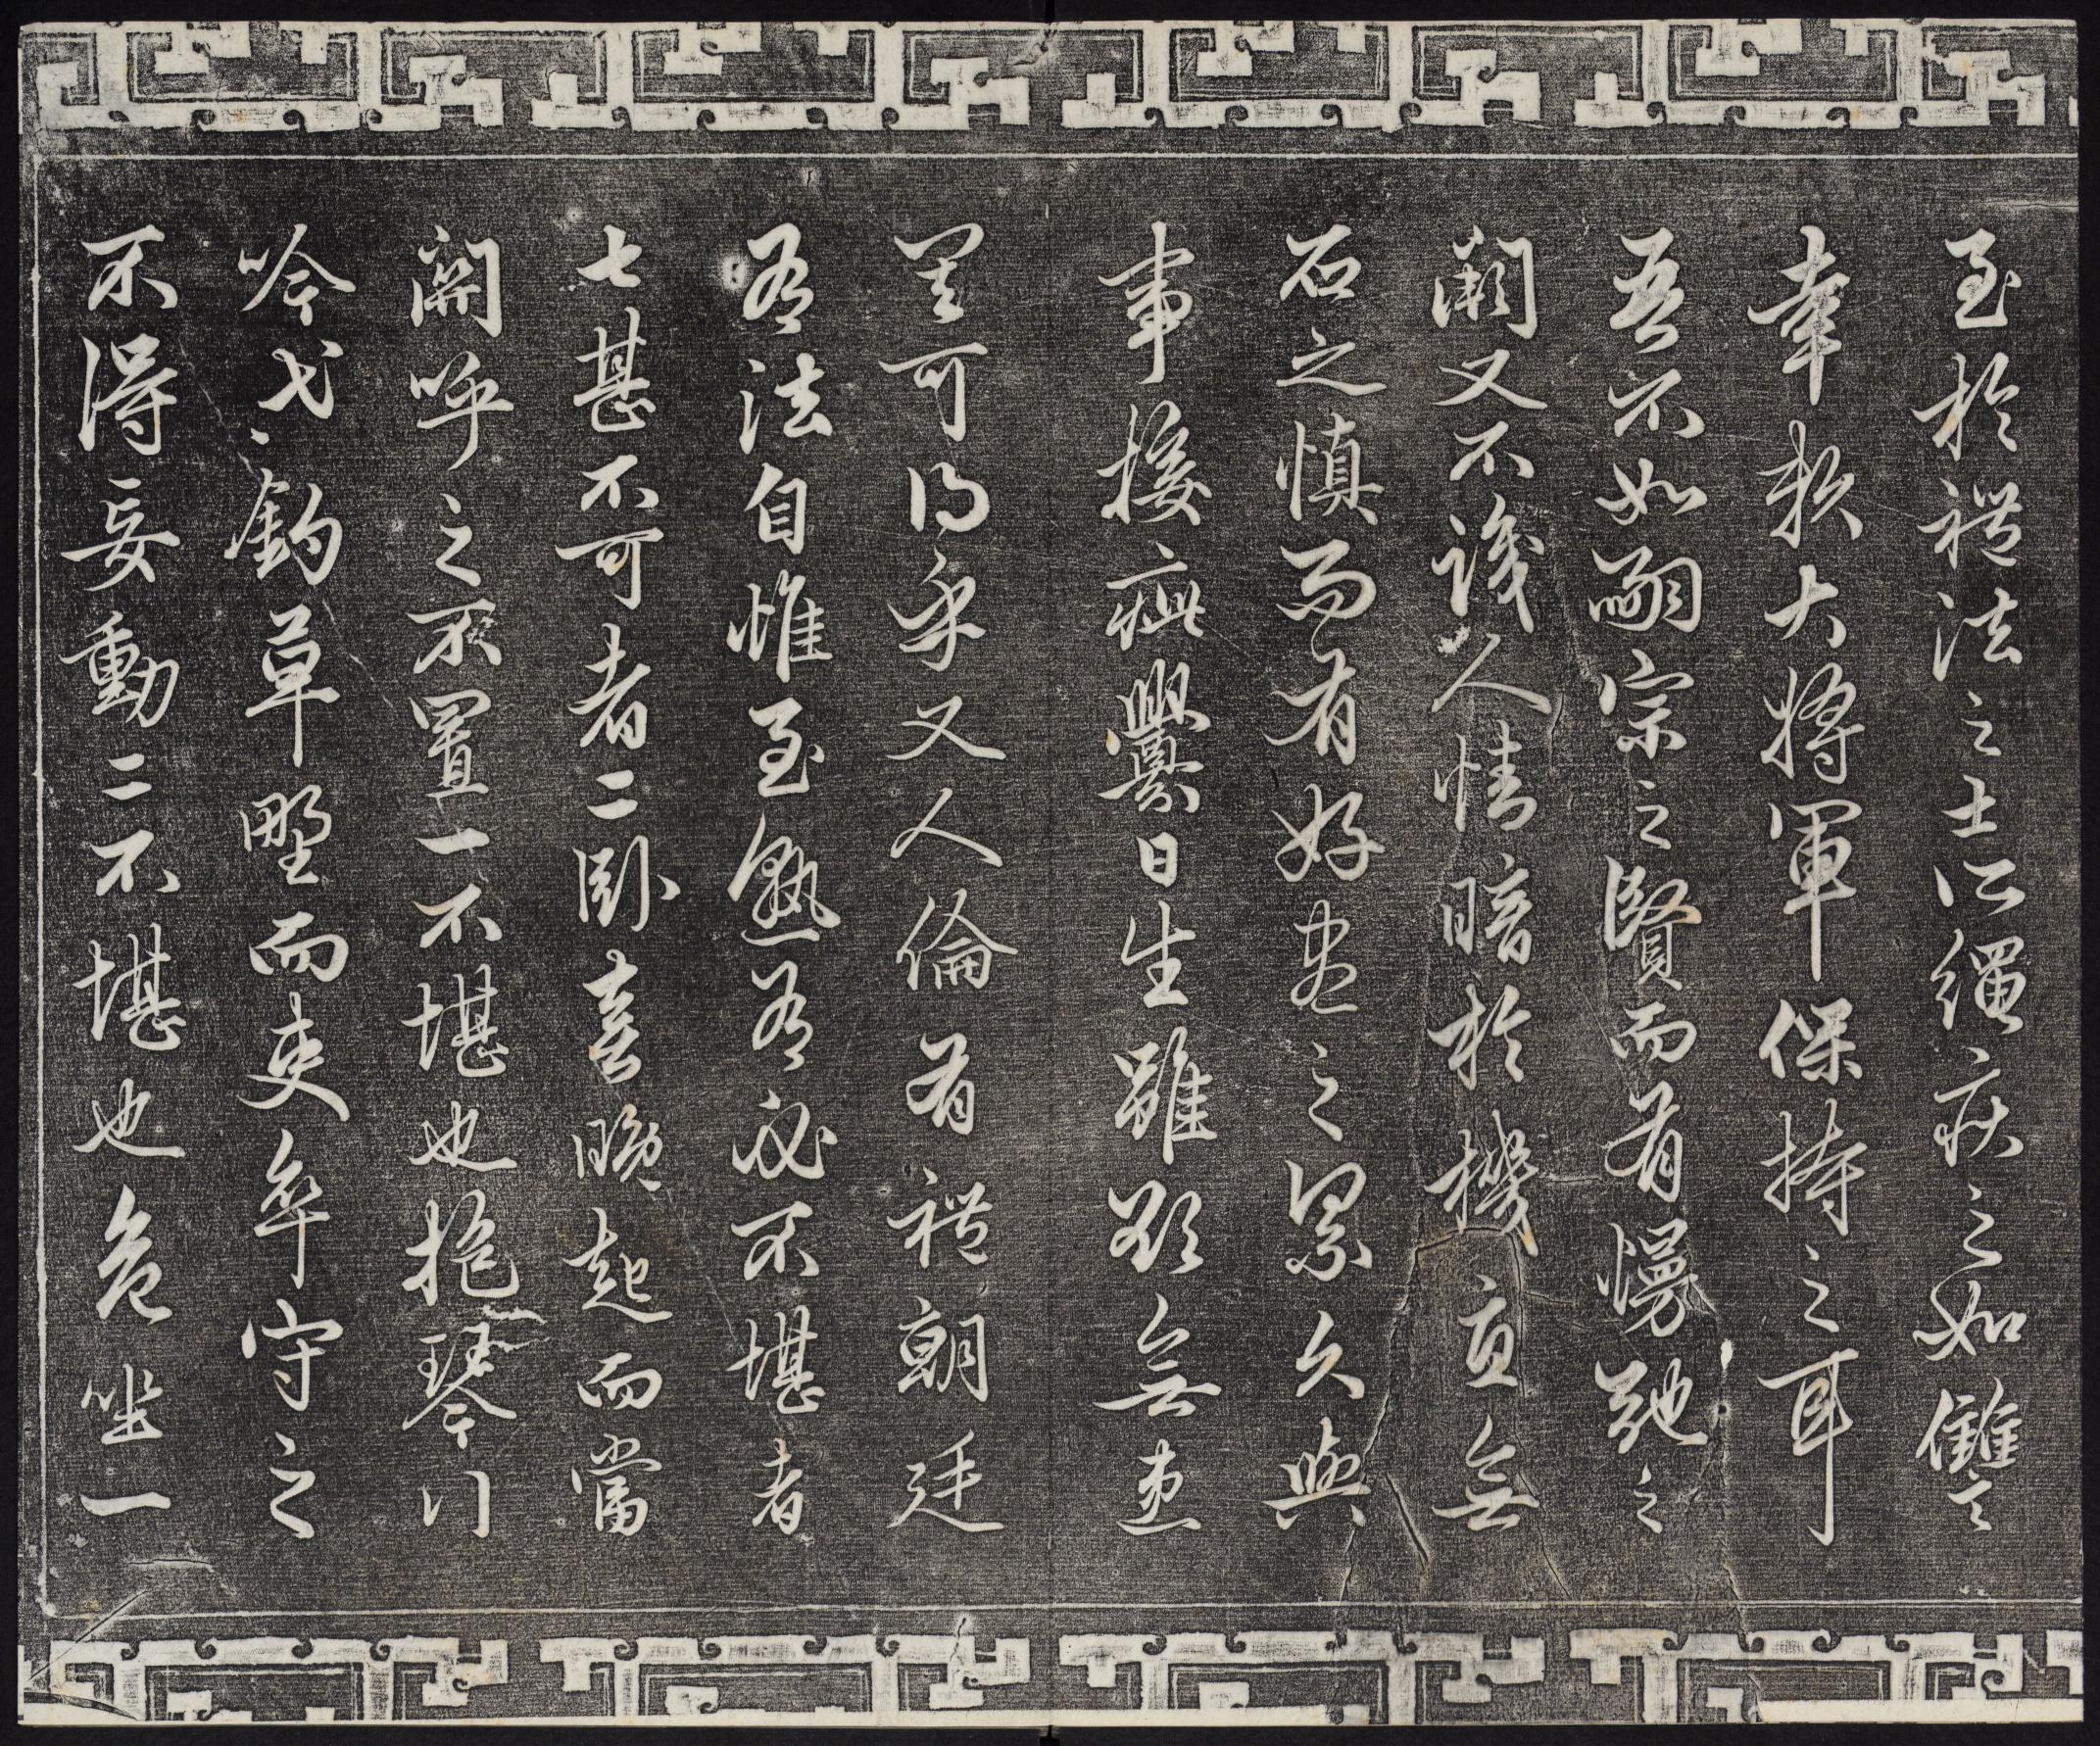 至於禮法之士所繩疾之如讎之
幸賴大將軍保持之耳
吾不如嗣宗之賢而有慢弛之
闕又不識人情暗於機宜無
石之慎而有好盡之累久與
事接疵釁日生雖欲無患
其可得乎又人倫有禮朝廷
有法自惟至熟有必不堪者
七甚不可者二卧喜晚起而當
關呼之不置一不堪也抱琴行
吟弋釣草野而吏卒守之
不得妄動二不堪也危坐一